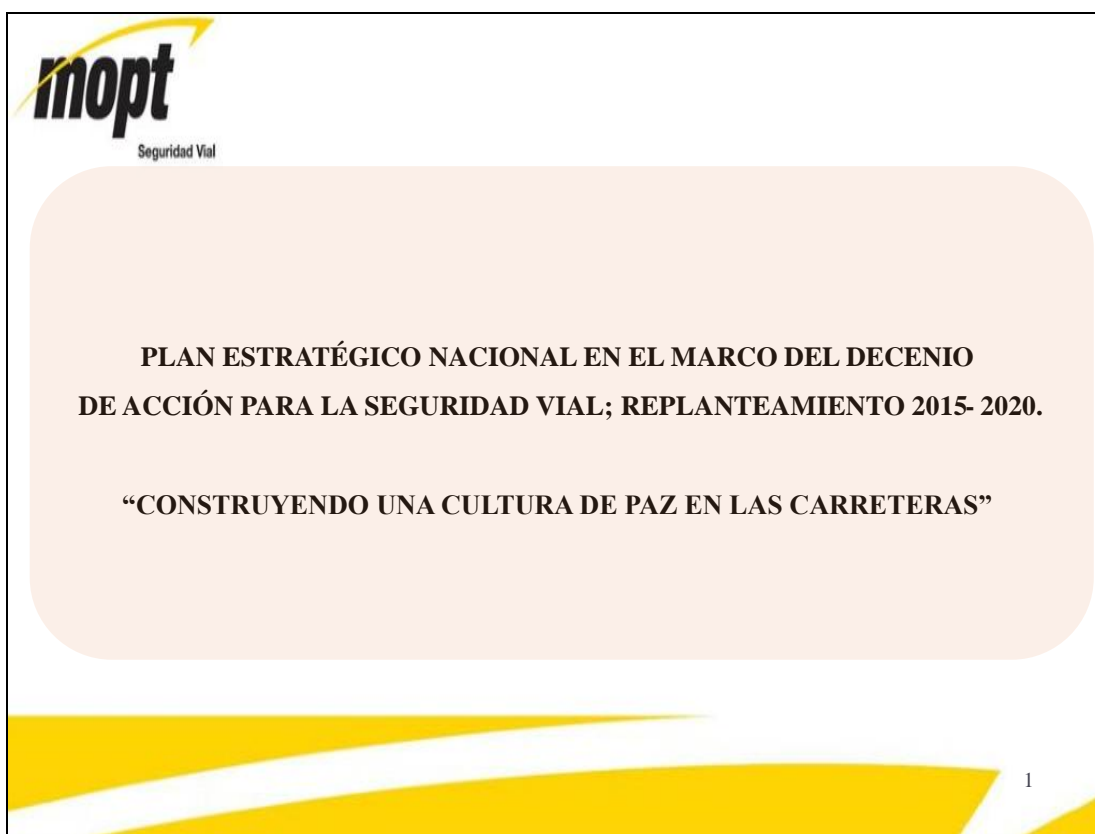 mopt
Seguridad Vial
PLAN ESTRATÉGICO NACIONAL EN EL MARCO DEL DECENIO
DE ACCIÓN PARA LA SEGURIDAD VIAL; REPLANTEAMIENTO 2015- 2020.
“CONSTRUYENDO UNA CULTURA DE PAZ EN LAS CARRETERAS”
1